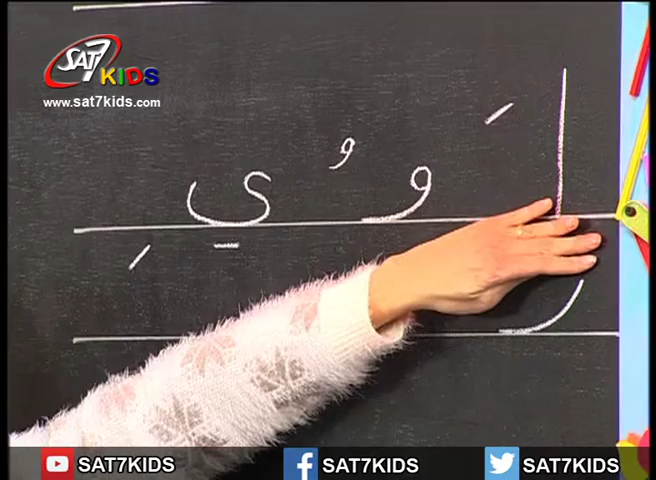 SAT7
KIDS
www.sat7kids.com
ا َ و ُ ى ِ
SAT7KIDS
SAT7KIDS
SAT7KIDS